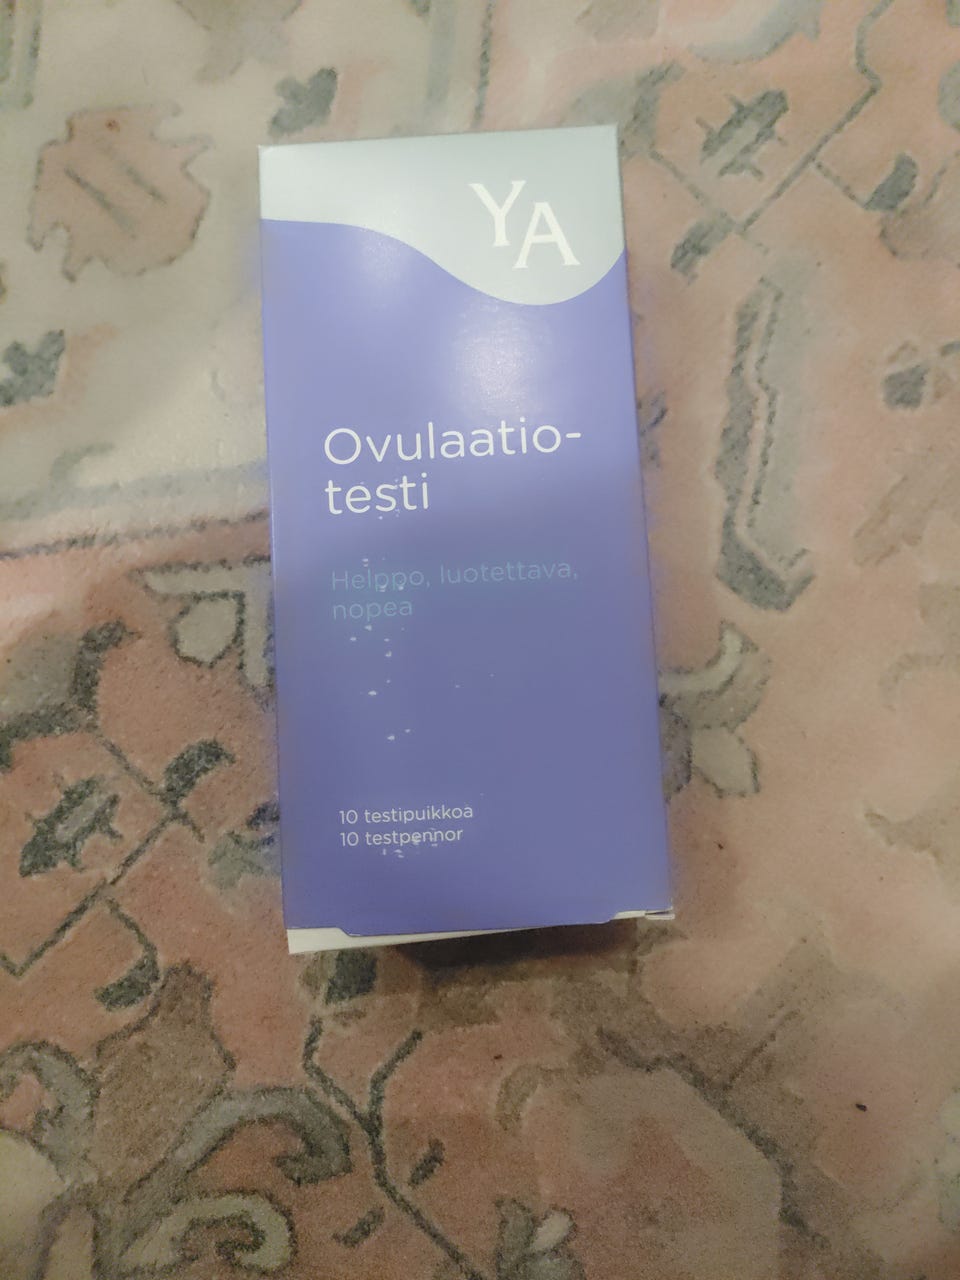 YA
Ovulaatio-
testi
Helppo, luotettava,
nopea
10 testipuikkoa
10 testpennor